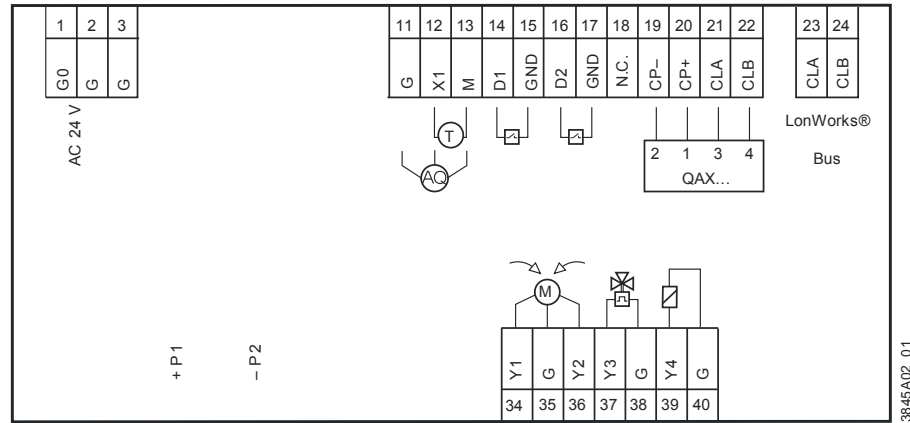 1 2 3
G0 G G
AC 24 V
11 12 13 14 15 16 17 18 19 20 21 22
G X1 M D1 GND D2 GND N.C. CP– CP+ CLA CLB
23 24
CLA CLB
LonWorks®
Bus
T
AQ
2 1 3 4
QAX...
M
+ P1
– P2
Y1 G Y2 Y3 G Y4 G
34 35 36 37 38 39 40
3845A02_01